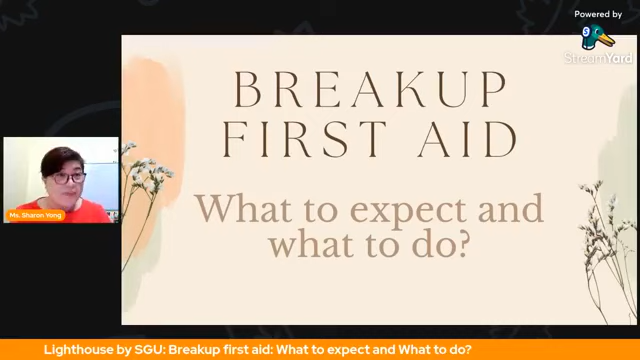 Powered by
StreamYard
BREAKUP
FIRST AID
What to expect and
what to do?
Ms. Sharon Yong
Lighthouse by SGU: Breakup first aid: What to expect and What to do?